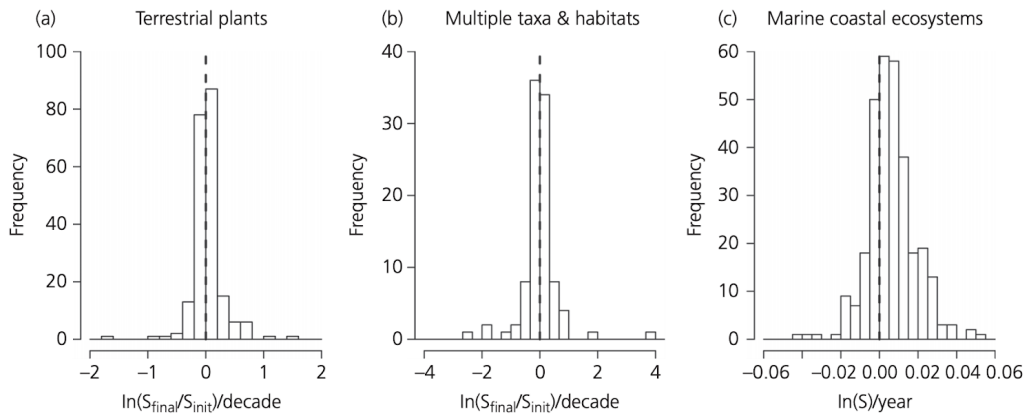 (a) Terrestrial plants
100
80
60
40
20
0
Frequency
−2 −1 0 1 2
ln(Sfinal/Sinit)/decade
(b) Multiple taxa & habitats
40
30
20
10
0
Frequency
−4 −2 0 2 4
ln(Sfinal/Sinit)/decade
(c) Marine coastal ecosystems
60
50
40
30
20
10
0
Frequency
−0.06 −0.02 0.00 0.02 0.04 0.06
ln(S)/year